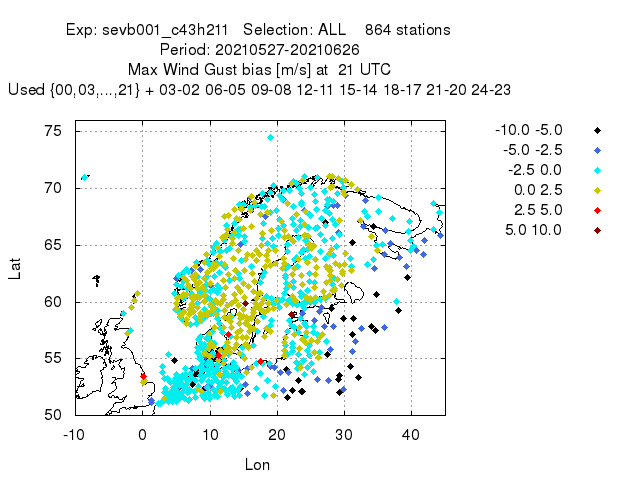 Exp: sevb001_c43h211 Selection: ALL 864 stations
Period: 20210527-20210626
Max Wind Gust bias [m/s] at 21 UTC
Used {00,03,...,21} + 03-02 06-05 09-08 12-11 15-14 18-17 21-20 24-23
-10.0 -5.0
-5.0 -2.5
-2.5 0.0
0.0 2.5
2.5 5.0
5.0 10.0
Lat
75
70
65
60
55
50
-10 0 10 20 30 40
Lon